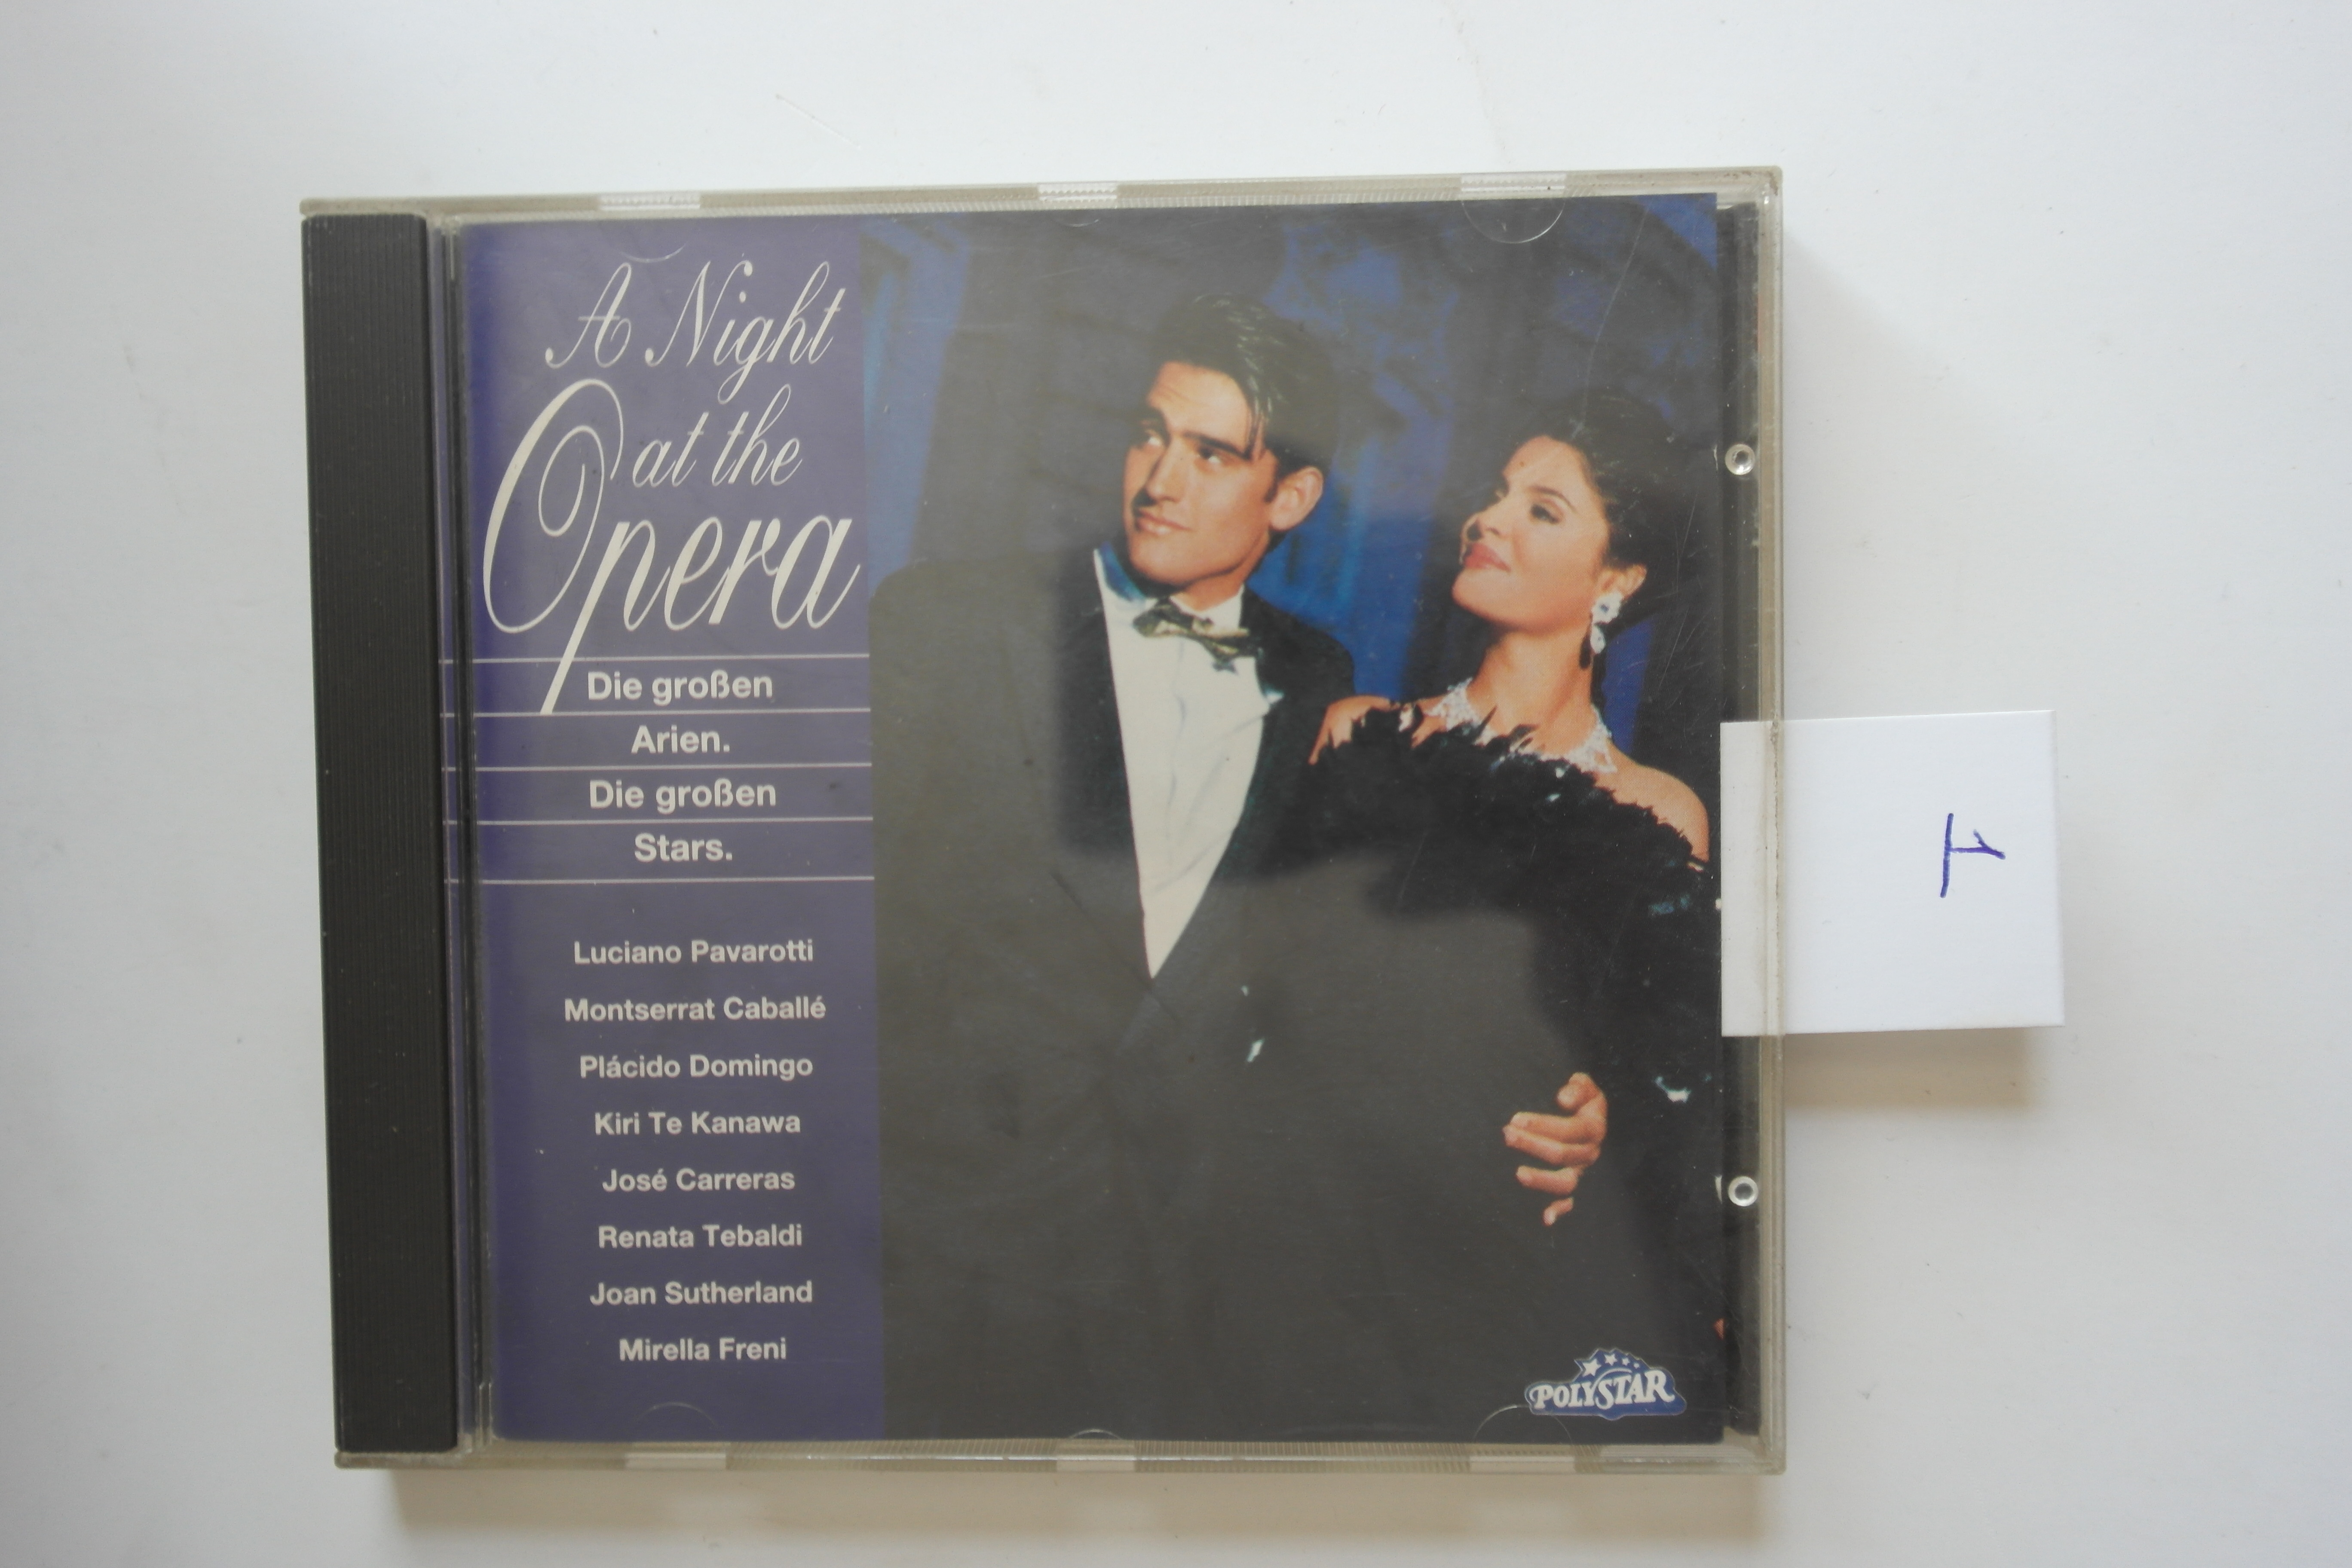 A Night
at the
Opera
Die großen
Arien.
Die großen
Stars.
Luciano Pavarotti
Montserrat Caballé
Plácido Domingo
Kiri Te Kanawa
José Carreras
Renata Tebaldi
Joan Sutherland
Mirella Freni
POLYSTAR